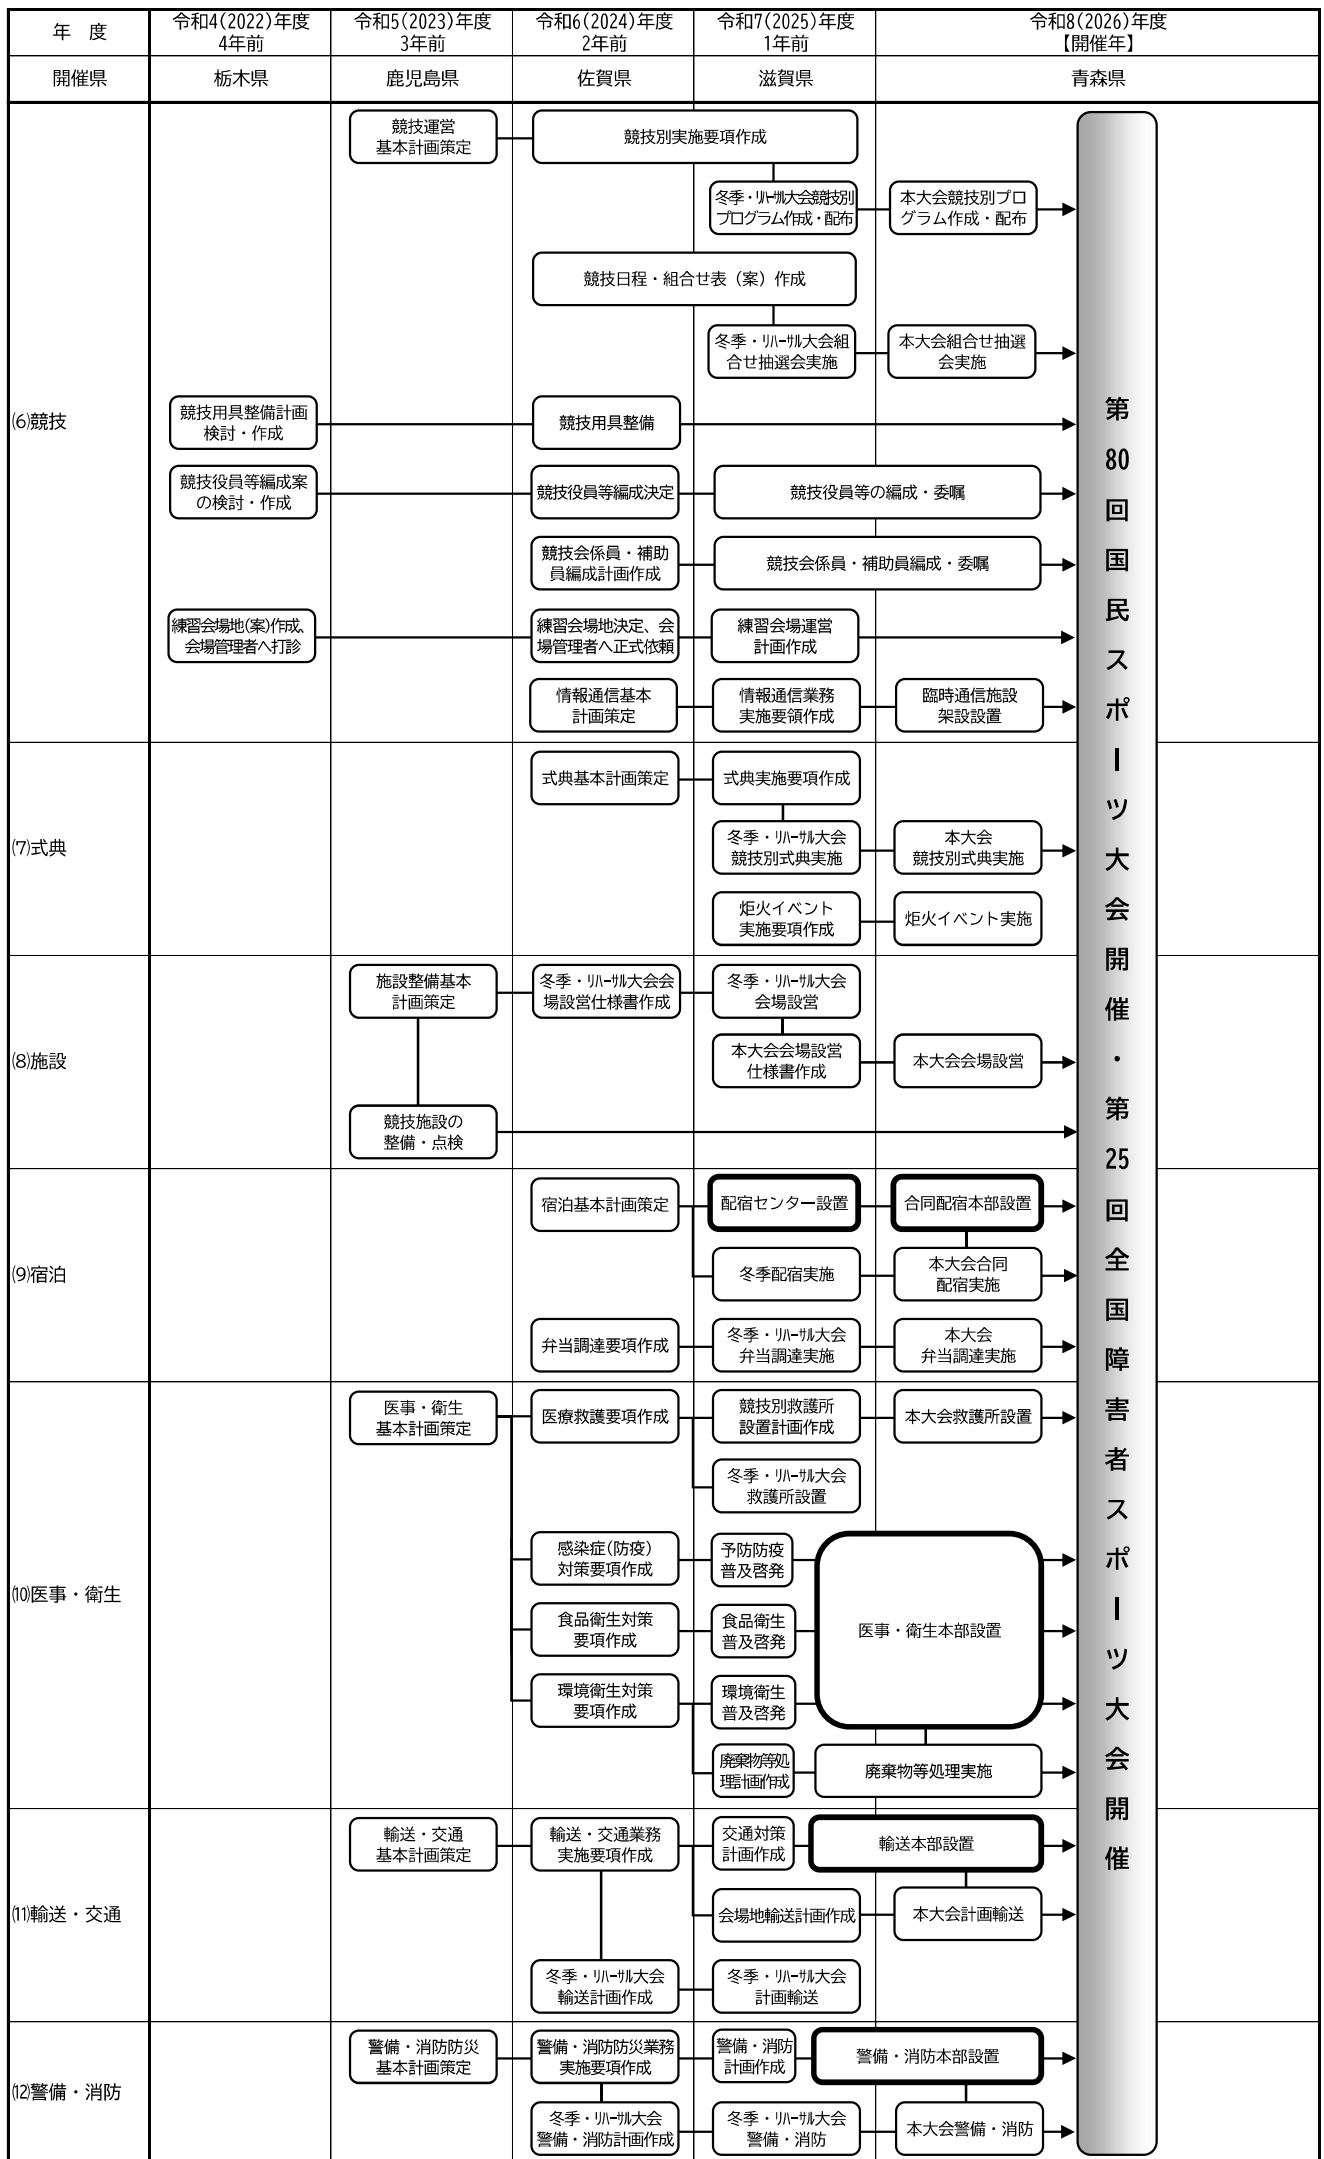 年　度
令和4(2022)年度
4年前
令和5(2023)年度
3年前
令和6(2024)年度
2年前
令和7(2025)年度
1年前
令和8(2026)年度
【開催年】
開催県
栃木県
鹿児島県
佐賀県
滋賀県
青森県
⑹競技
競技運営
基本計画策定
競技別実施要項作成
冬季・ﾘﾊｰｻﾙ大会競技別
プログラム作成・配布
本大会競技別プロ
グラム作成・配布
競技日程・組合せ表（案）作成
冬季・ﾘﾊｰｻﾙ大会組
合せ抽選会実施
本大会組合せ抽選
会実施
競技用具整備計画
検討・作成
競技用具整備
競技役員等編成案
の検討・作成
競技役員等編成決定
競技役員等の編成・委嘱
競技会係員・補助
員編成計画作成
競技会係員・補助員編成・委嘱
練習会場地(案)作成、
会場管理者へ打診
練習会場地決定、会
場管理者へ正式依頼
練習会場運営
計画作成
情報通信基本
計画策定
情報通信業務
実施要領作成
臨時通信施設
架設設置
⑺式典
式典基本計画策定
式典実施要項作成
冬季・ﾘﾊｰｻﾙ大会
競技別式典実施
本大会
競技別式典実施
炬火イベント
実施要項作成
炬火イベント実施
⑻施設
施設整備基本
計画策定
冬季・ﾘﾊｰｻﾙ大会会
場設営仕様書作成
冬季・ﾘﾊｰｻﾙ大会
会場設営
本大会会場設営
仕様書作成
本大会会場設営
競技施設の
整備・点検
⑼宿泊
宿泊基本計画策定
配宿センター設置
合同配宿本部設置
冬季配宿実施
本大会合同
配宿実施
弁当調達要項作成
冬季・ﾘﾊｰｻﾙ大会
弁当調達実施
本大会
弁当調達実施
⑽医事・衛生
医事・衛生
基本計画策定
医療救護要項作成
競技別救護所
設置計画作成
本大会救護所設置
冬季・ﾘﾊｰｻﾙ大会
救護所設置
感染症(防疫)
対策要項作成
予防防疫
普及啓発
医事・衛生本部設置
食品衛生対策
要項作成
食品衛生
普及啓発
環境衛生対策
要項作成
環境衛生
普及啓発
廃棄物等処
理計画作成
廃棄物等処理実施
⑾輸送・交通
輸送・交通
基本計画策定
輸送・交通業務
実施要項作成
交通対策
計画作成
輸送本部設置
会場地輸送計画作成
本大会計画輸送
冬季・ﾘﾊｰｻﾙ大会
輸送計画作成
冬季・ﾘﾊｰｻﾙ大会
計画輸送
⑿警備・消防
警備・消防防災
基本計画策定
警備・消防防災業務
実施要項作成
警備・消防
計画作成
警備・消防本部設置
冬季・ﾘﾊｰｻﾙ大会
警備・消防計画作成
冬季・ﾘﾊｰｻﾙ大会
警備・消防
本大会警備・消防
第80回国民スポーツ大会開催・第25回全国障害者スポーツ大会開催